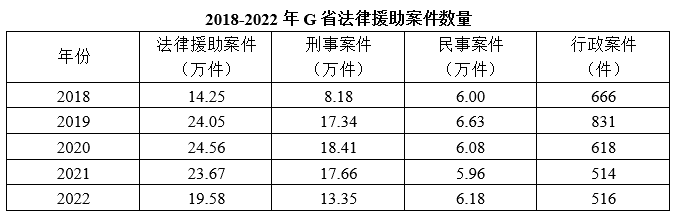 2018-2022 年 G 省法律援助案件数量
年份 法律援助案件（万件） 刑事案件（万件） 民事案件（万件） 行政案件（件）
2018 14.25 8.18 6.00 666
2019 24.05 17.34 6.63 831
2020 24.56 18.41 6.08 618
2021 23.67 17.66 5.96 514
2022 19.58 13.35 6.18 516